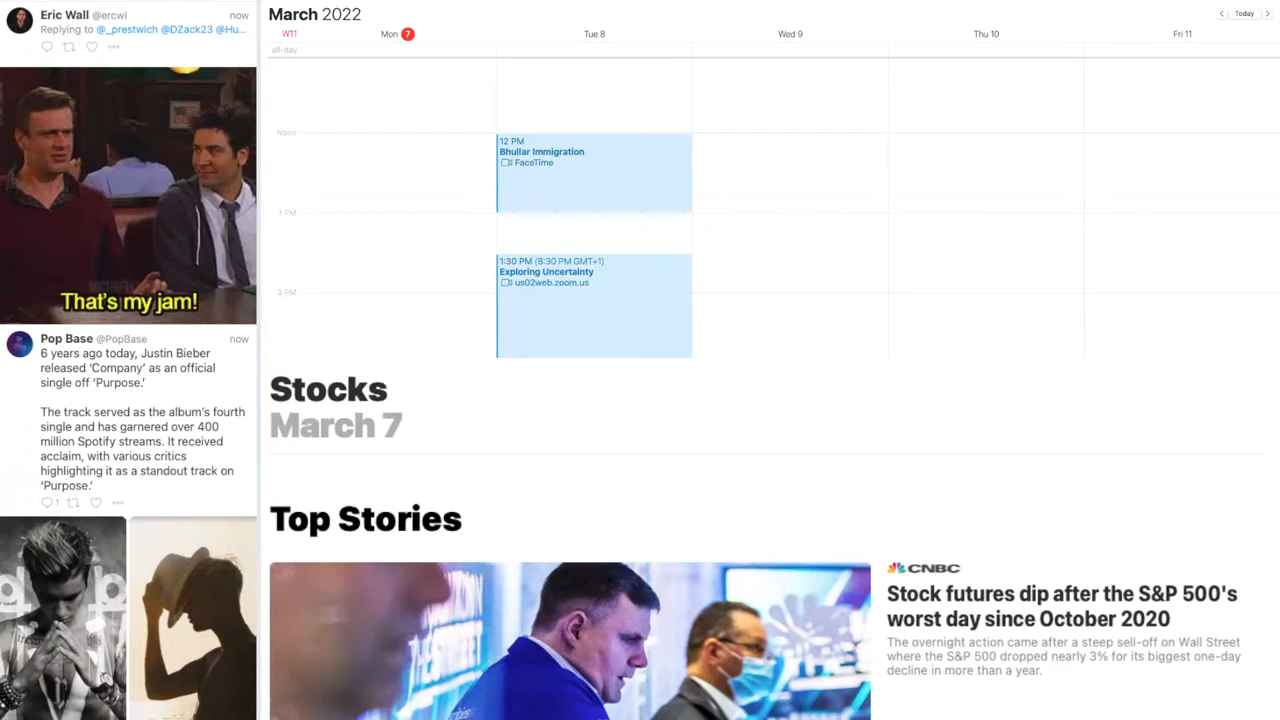 Eric Wall @ercwl now
Replying to @_prestwich @DZack23 @Hu...
That's my jam!
Pop Base @PopBase now
6 years ago today, Justin Bieber
released 'Company' as an official
single off 'Purpose.'
The track served as the album's fourth
single and has garnered over 400
million Spotify streams. It received
acclaim, with various critics
highlighting it as a standout track on
'Purpose.'
1
March 2022
Today
W11 Mon 7 Tue 8 Wed 9 Thu 10 Fri 11
all-day
Noon
12 PM
Bhullar Immigration
FaceTime
1 PM
1:30 PM (8:30 PM GMT+1)
Exploring Uncertainty
us02web.zoom.us
2 PM
Stocks
March 7
Top Stories
CNBC
Stock futures dip after the S&P 500's
worst day since October 2020
The overnight action came after a steep sell-off on Wall Street
where the S&P 500 dropped nearly 3% for its biggest one-day
decline in more than a year.